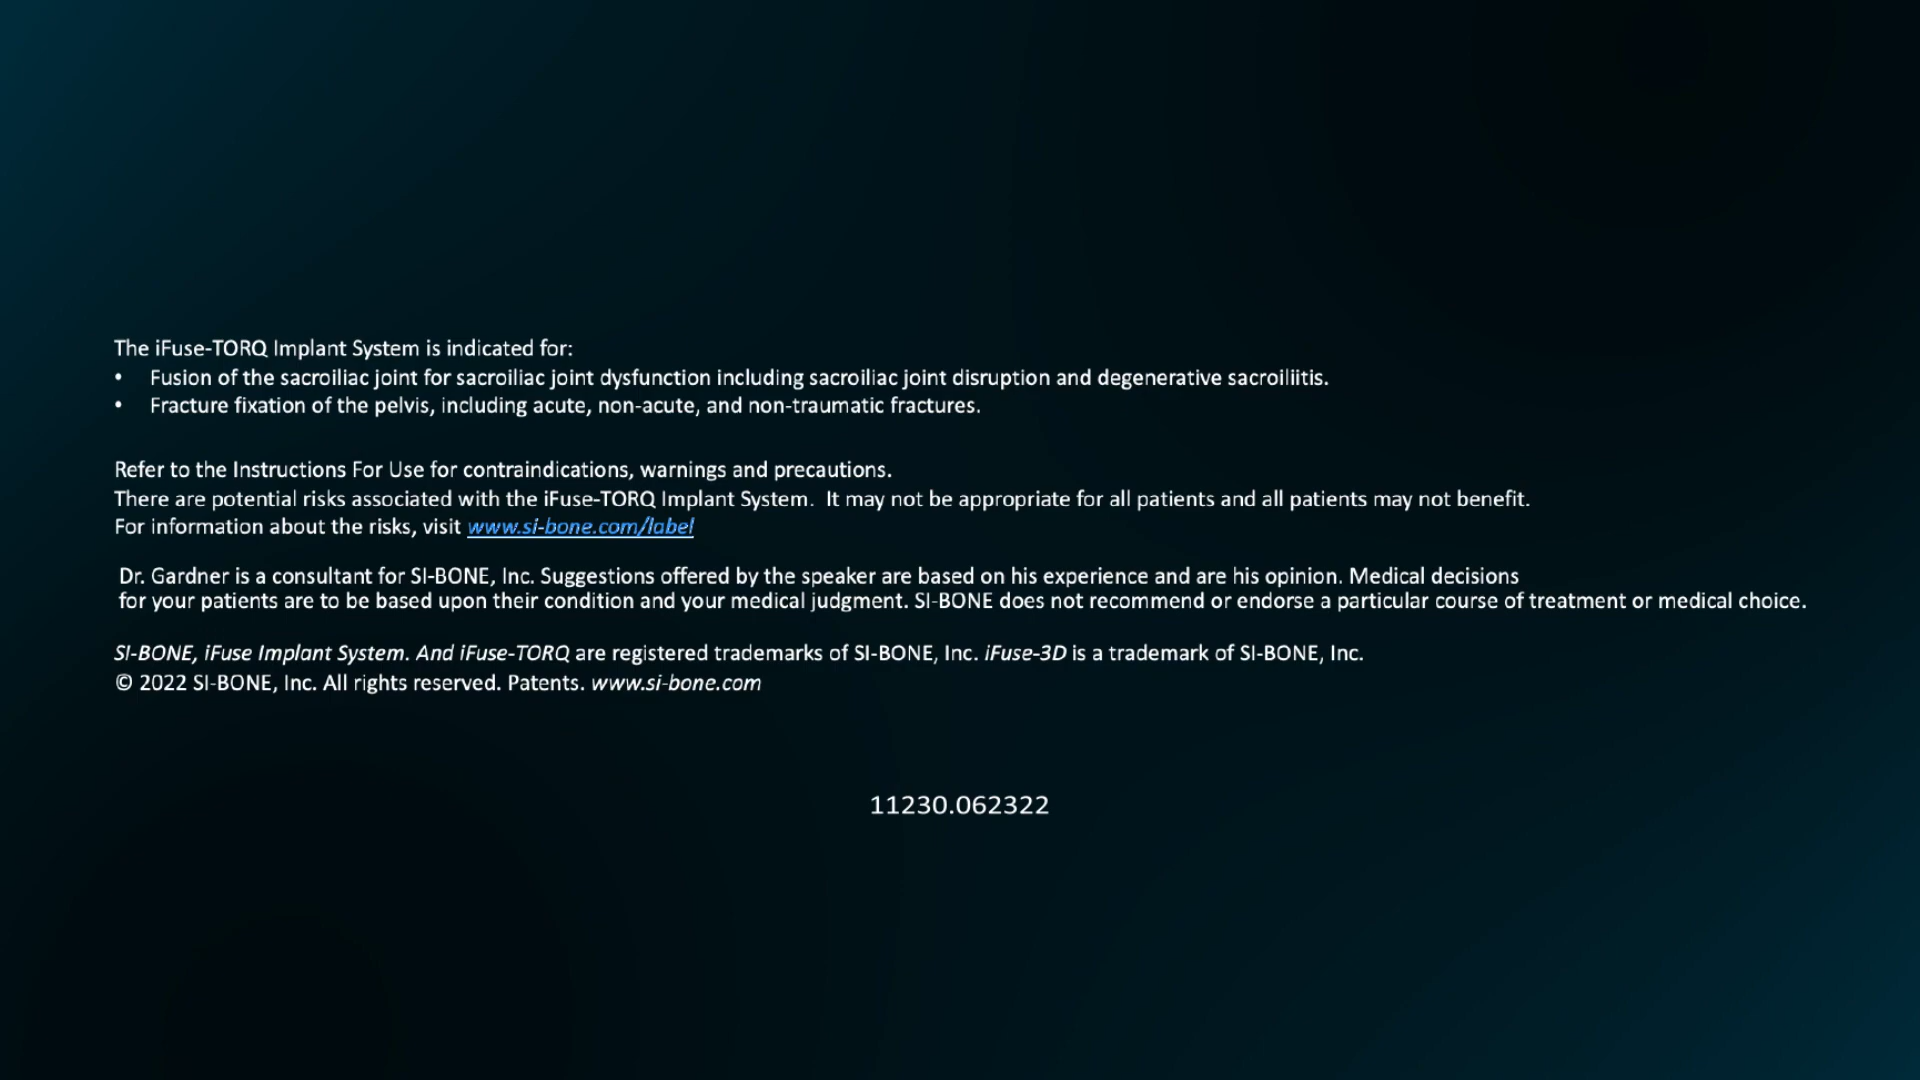 The iFuse-TORQ Implant System is indicated for:
• Fusion of the sacroiliac joint for sacroiliac joint dysfunction including sacroiliac joint disruption and degenerative sacroiliitis.
• Fracture fixation of the pelvis, including acute, non-acute, and non-traumatic fractures.
Refer to the Instructions For Use for contraindications, warnings and precautions.
There are potential risks associated with the iFuse-TORQ Implant System.  It may not be appropriate for all patients and all patients may not benefit.
For information about the risks, visit www.si-bone.com/label
Dr. Gardner is a consultant for SI-BONE, Inc. Suggestions offered by the speaker are based on his experience and are his opinion. Medical decisions
for your patients are to be based upon their condition and your medical judgment. SI-BONE does not recommend or endorse a particular course of treatment or medical choice.
SI-BONE, iFuse Implant System. And iFuse-TORQ are registered trademarks of SI-BONE, Inc. iFuse-3D is a trademark of SI-BONE, Inc.
© 2022 SI-BONE, Inc. All rights reserved. Patents. www.si-bone.com
11230.062322